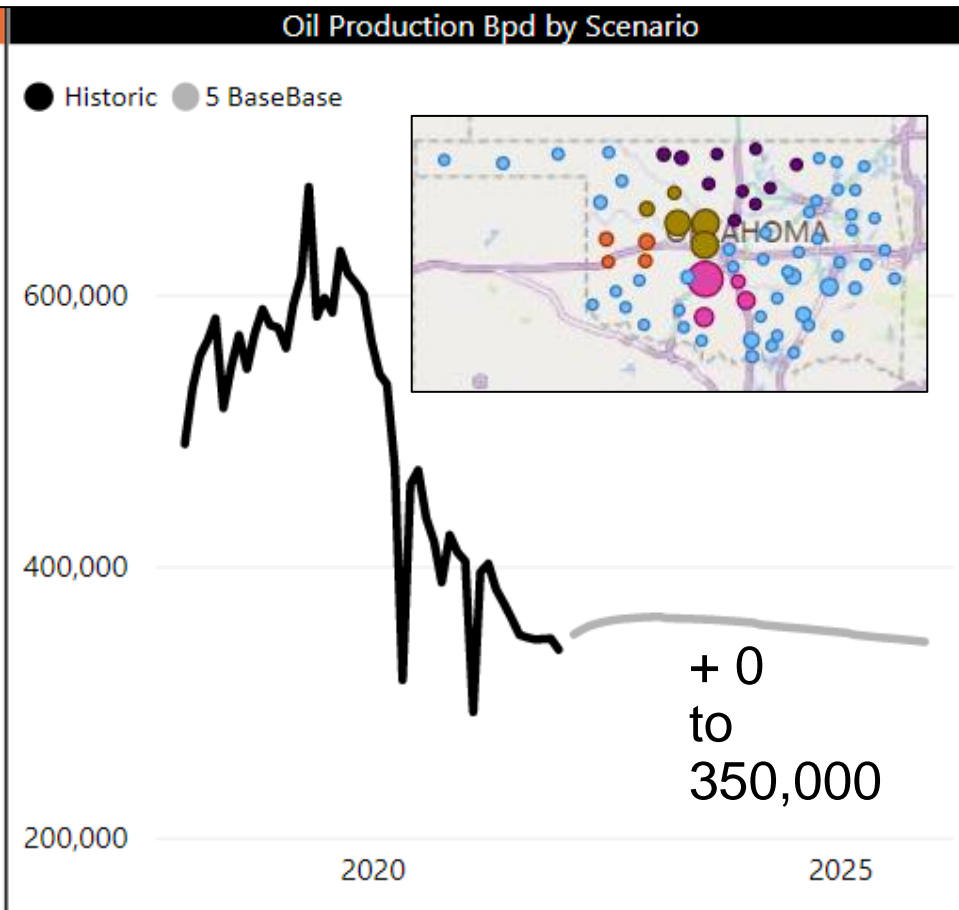 Oil Production Bpd by Scenario
Historic
5 BaseBase
OKLAHOMA
600,000
400,000
+ 0
to
350,000
200,000
2020
2025